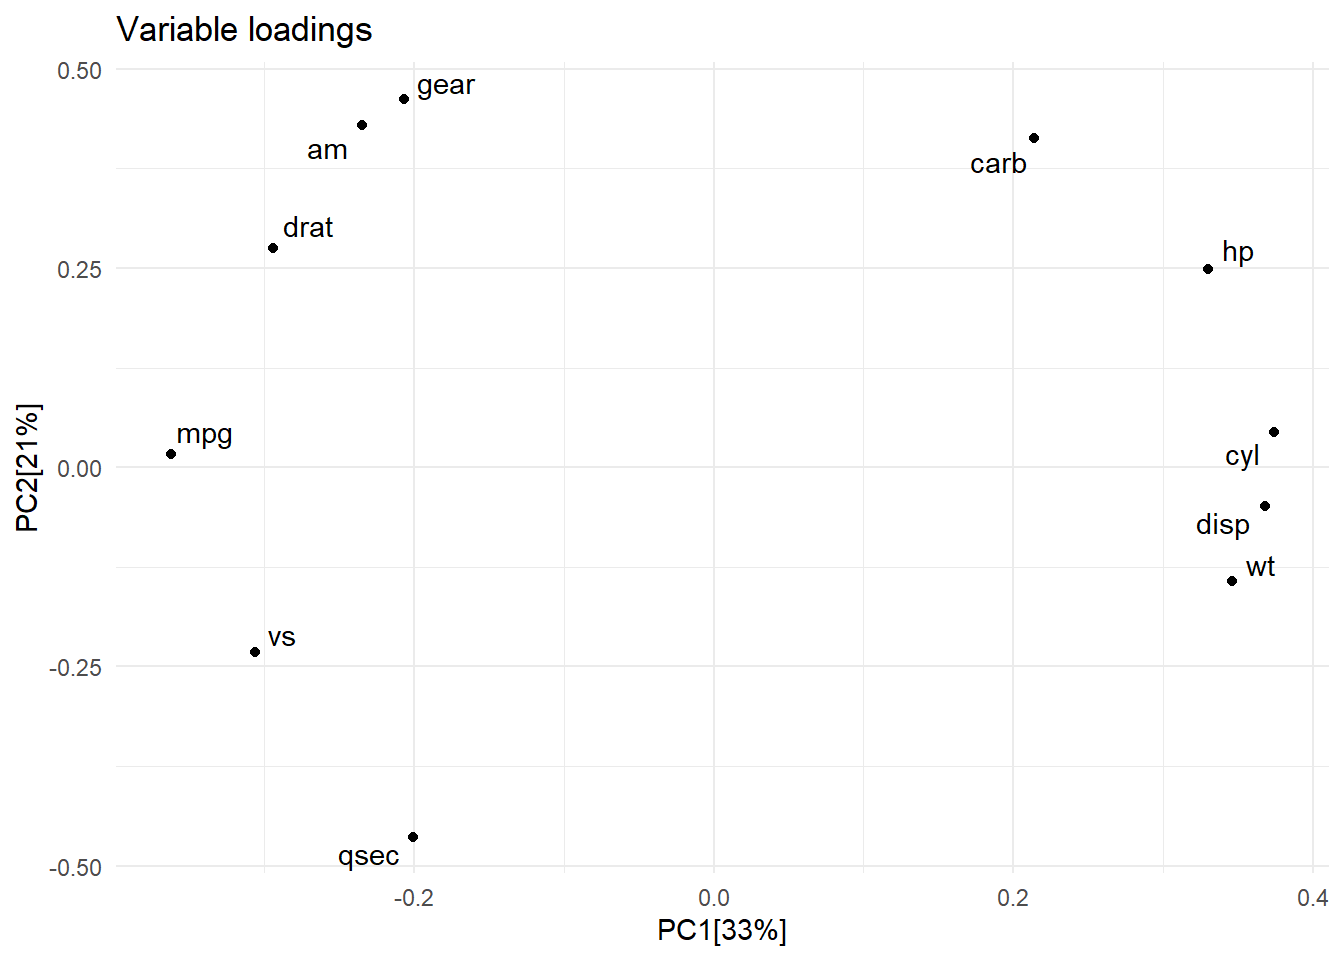 Variable loadings
0.50
gear
am
carb
drat
hp
0.25
mpg
cyl
0.00
disp
wt
vs
-0.25
qsec
-0.50
-0.2
0.0
0.2
0.4
PC1[33%]
PC2[21%]